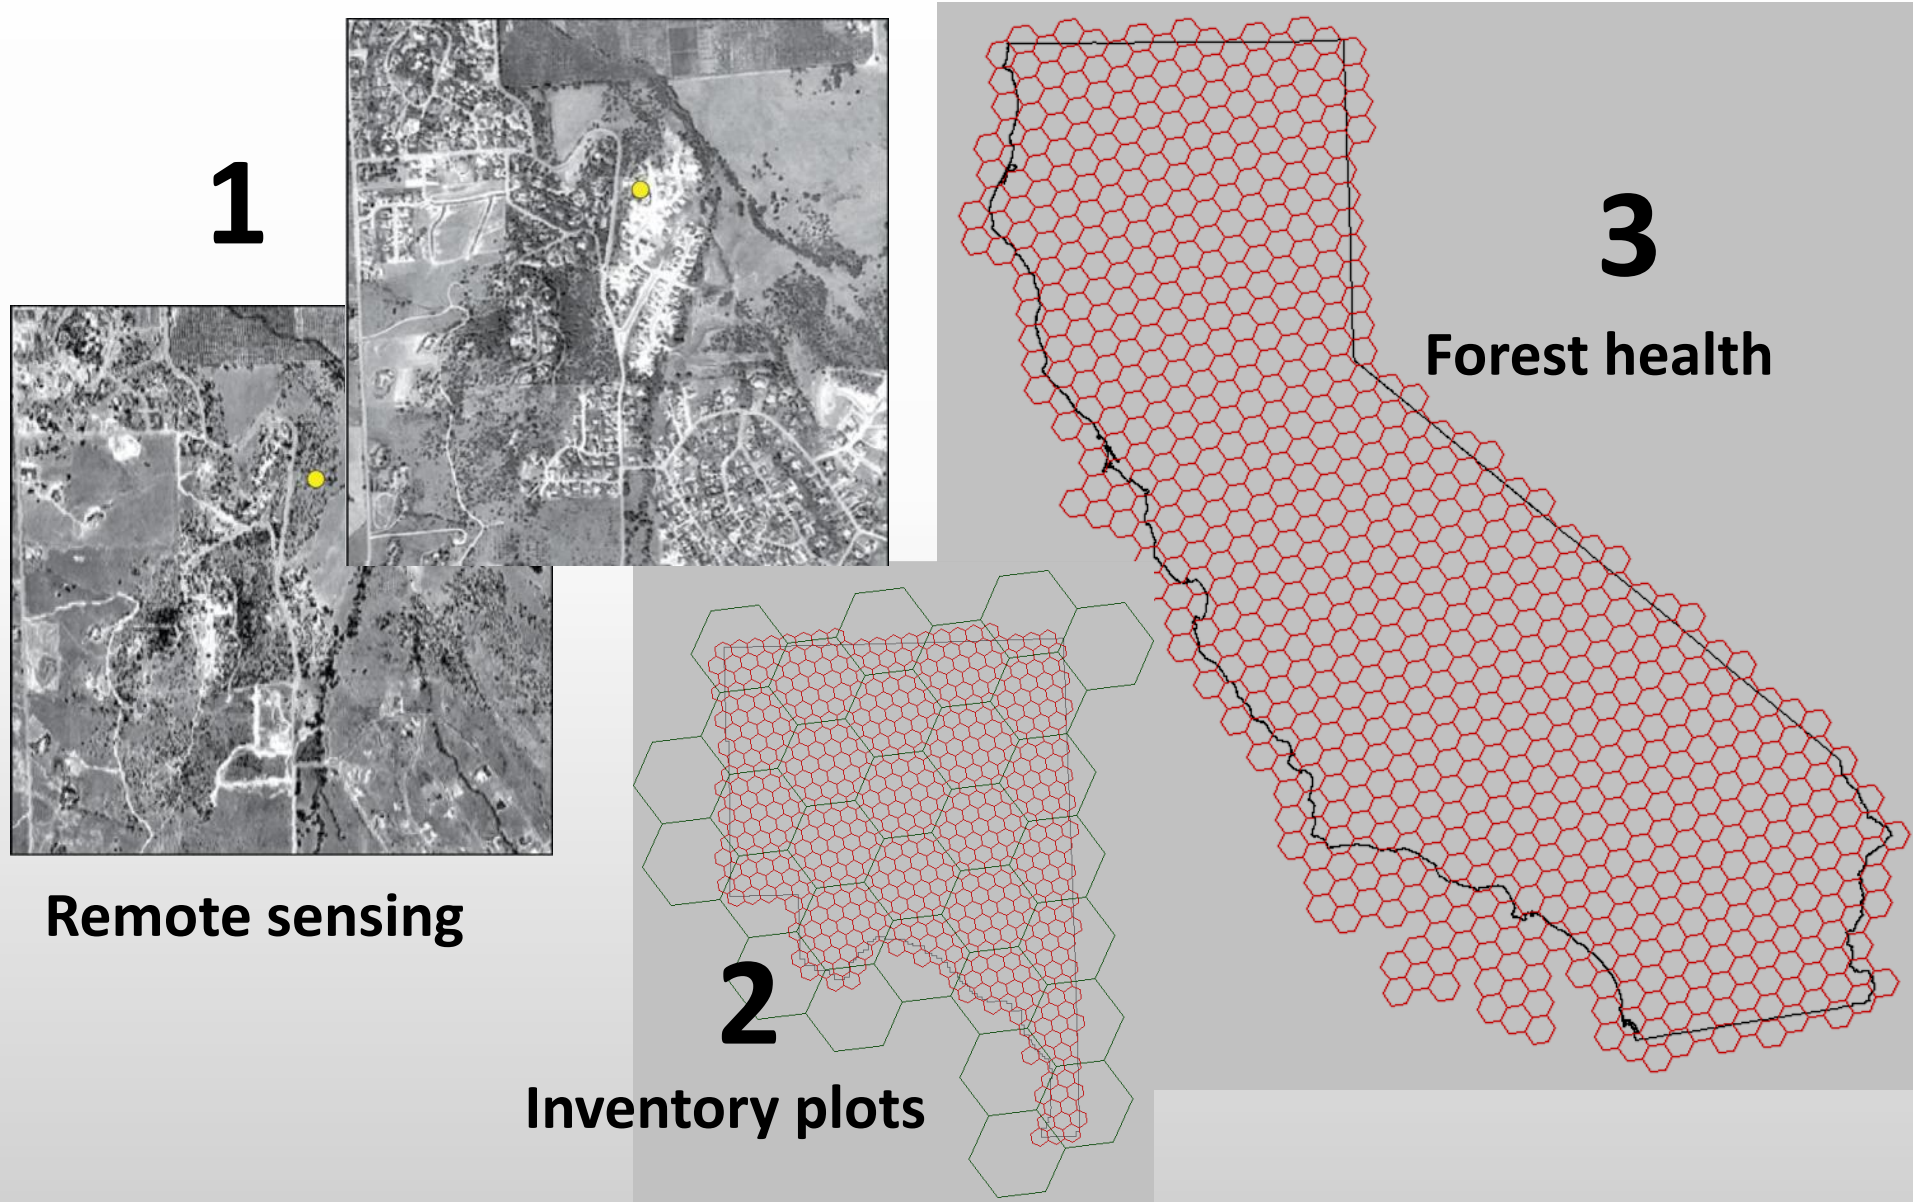 1
Remote sensing
2
Inventory plots
3
Forest health